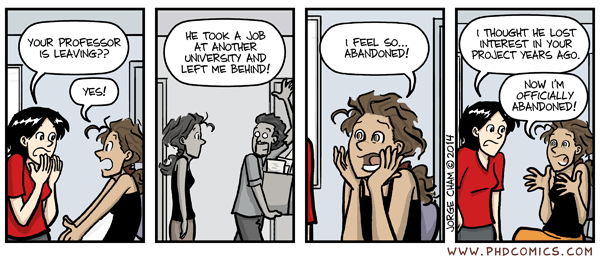 YOUR PROFESSOR
IS LEAVING??
YES!
HE TOOK A JOB
AT ANOTHER
UNIVERSITY AND
LEFT ME BEHIND!
I FEEL SO...
ABANDONED!
JORGE CHAM © 2014
I THOUGHT HE LOST
INTEREST IN YOUR
PROJECT YEARS AGO.
NOW I'M
OFFICIALLY
ABANDONED!
WWW.PHDCOMICS.COM